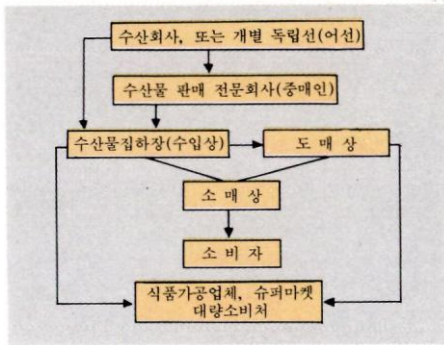 수산회사, 또는 개별 독립선(어선)
수산물 판매 전문회사(중매인)
수산물집하장(수입상)
도 매 상
소 매 상
소 비 자
식품가공업체, 슈퍼마켓
대량소비처